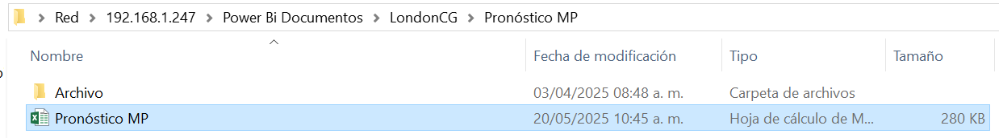 Red > 192.168.1.247 > Power Bi Documentos > LondonCG > Pronóstico MP
Nombre Fecha de modificación Tipo Tamaño
Archivo 03/04/2025 08:48 a. m. Carpeta de archivos
Pronóstico MP 20/05/2025 10:45 a. m. Hoja de cálculo de M... 280 KB